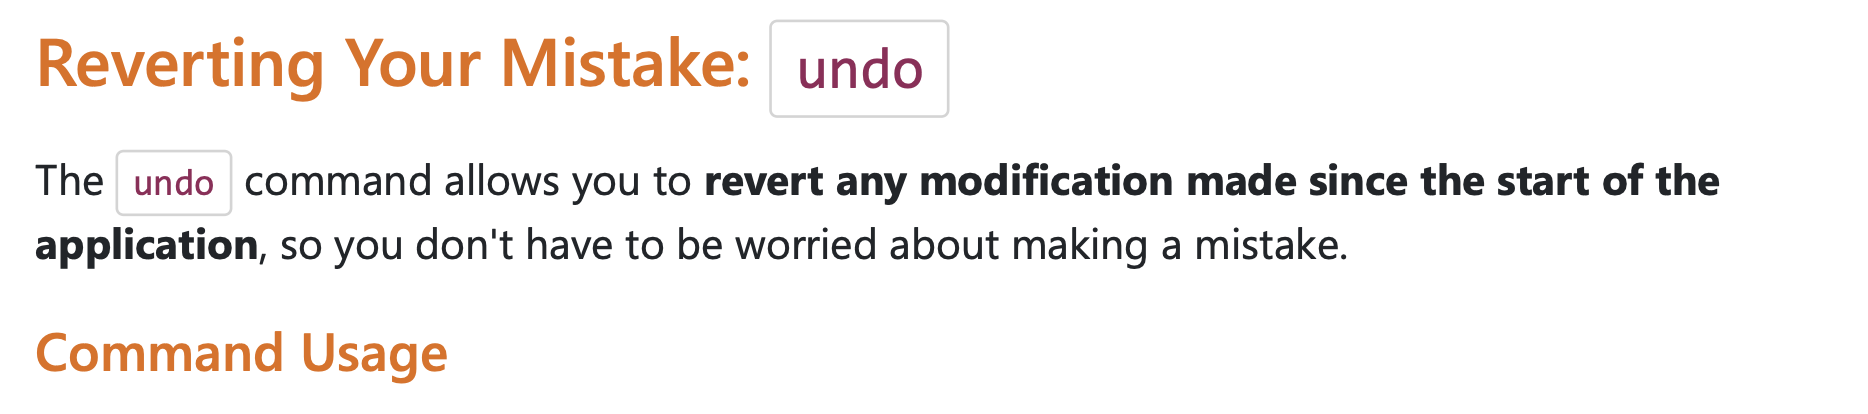 Reverting Your Mistake: undo
The undo command allows you to revert any modification made since the start of the
application, so you don't have to be worried about making a mistake.
Command Usage